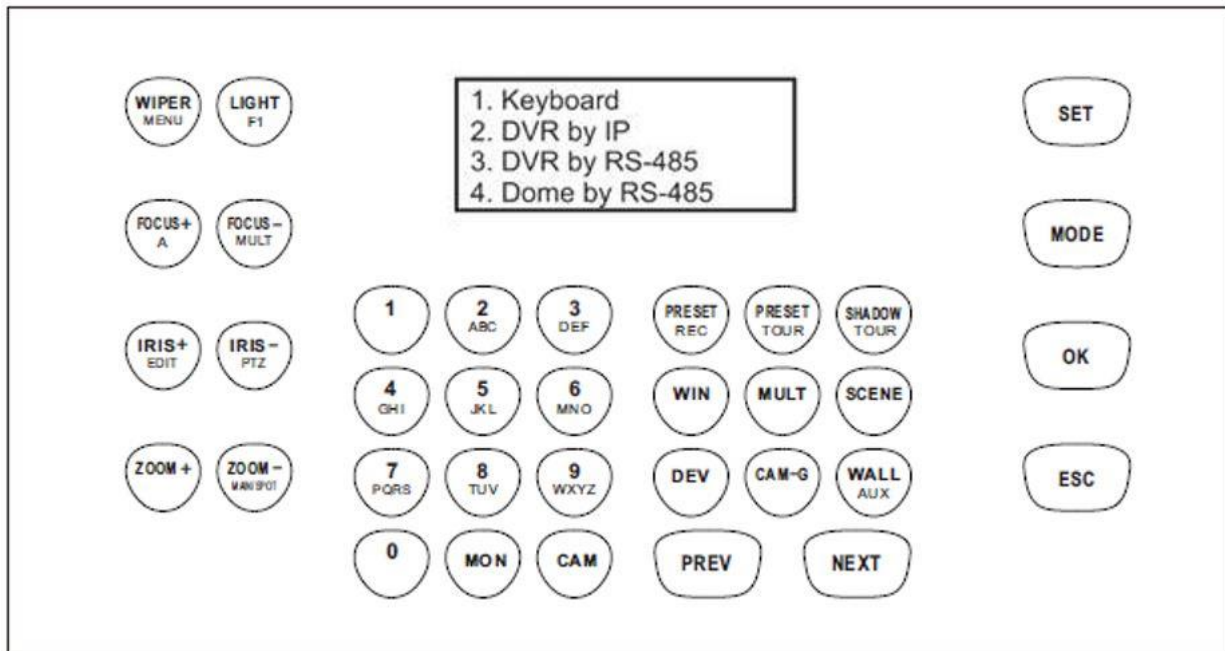 WIPER
MENU
LIGHT
F1
1. Keyboard
2. DVR by IP
3. DVR by RS-485
4. Dome by RS-485
SET
FOCUS+
A
FOCUS-
MULT
MODE
1
2
ABC
3
DEF
PRESET
REC
PRESET
TOUR
SHADOW
TOUR
IRIS+
EDIT
IRIS-
PTZ
OK
4
GHI
5
JKL
6
MNO
WIN
MULT
SCENE
ZOOM+
ZOOM-
MAIN/SPOT
7
PQRS
8
TUV
9
WXYZ
DEV
CAM-G
WALL
AUX
ESC
0
MON
CAM
PREV
NEXT